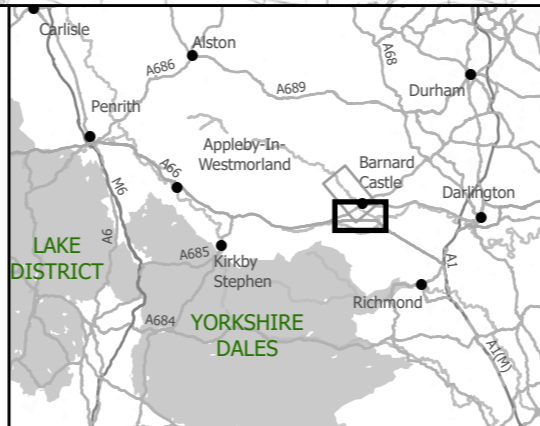 Carlisle
Alston
A686
A68
A689
Durham
Penrith
Appleby-In-
Westmorland
Barnard
Castle
A66
Darlington
M6
A6
LAKE
DISTRICT
A685
Kirkby
Stephen
A1
Richmond
A684
YORKSHIRE
DALES
A1(M)